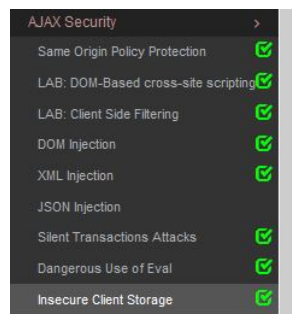 AJAX Security
Same Origin Policy Protection
LAB: DOM-Based cross-site scripting
LAB: Client Side Filtering
DOM Injection
XML Injection
JSON Injection
Silent Transactions Attacks
Dangerous Use of Eval
Insecure Client Storage